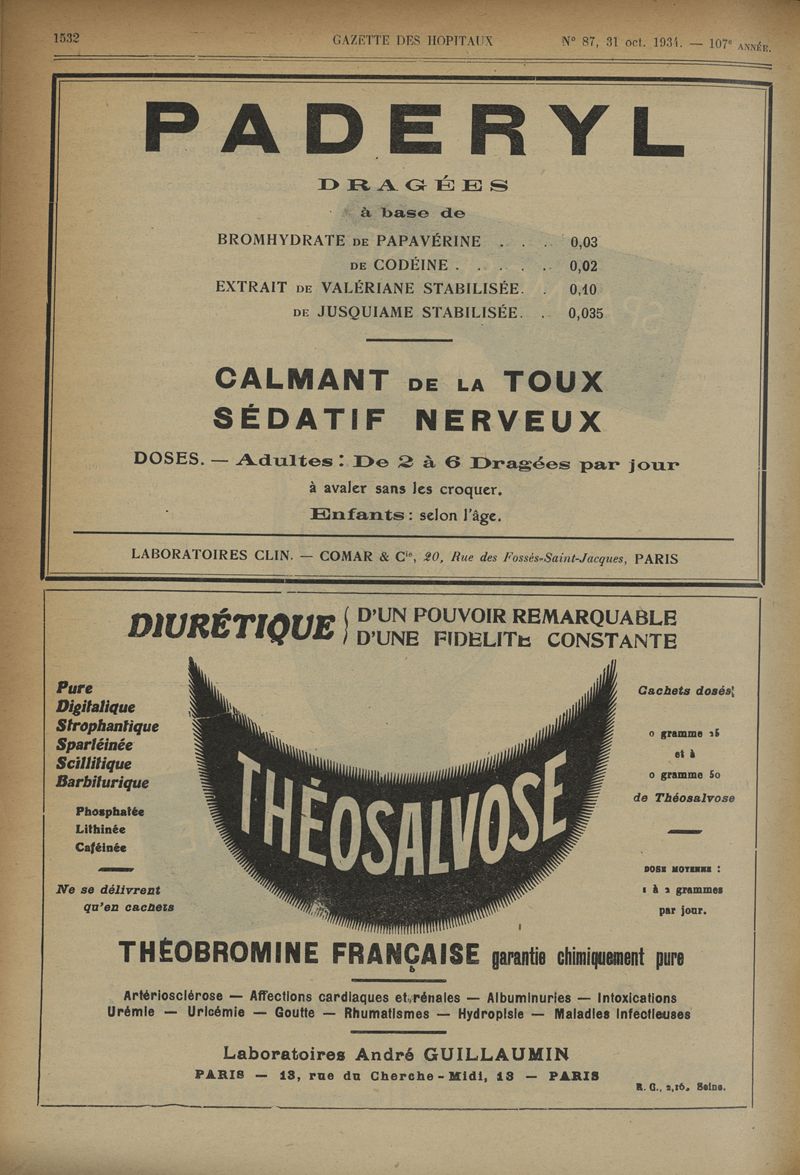 1532
GAZETTE DES HOPITAUX
N° 87, 31 oct. 1934. — 107e ANNÉE.
PADERYL
DRAGÉES
à base de
BROMHYDRATE DE PAPAVÉRINE . . . 0,03
DE CODÉINE . . . . . . 0,02
EXTRAIT DE VALÉRIANE STABILISÉE. . 0,10
DE JUSQUIAME STABILISÉE. . 0,035
CALMANT DE LA TOUX
SÉDATIF NERVEUX
DOSES. — Adultes : De 2 à 6 Dragées par jour
à avaler sans les croquer.
Enfants : selon l'âge.
LABORATOIRES CLIN. — COMAR & Cie, 20, Rue des Fossés-Saint-Jacques, PARIS
DIURÉTIQUE { D'UN POUVOIR REMARQUABLE
D'UNE FIDELITE CONSTANTE
Pure
Digitalique
Strophantique
Spartéinée
Scillitique
Barbiturique
Phosphatée
Lithinée
Caféinée
Ne se délivrent
qu'en cachets
THÉOSALVOSE
Cachets dosés
0 gramme 25
et à
0 gramme 50
de Théosalvose
DOSE MOYENNE :
1 à 2 grammes
par jour.
THÉOBROMINE FRANÇAISE garantie chimiquement pure
Artériosclérose — Affections cardiaques et rénales — Albuminuries — Intoxications
Urémie — Uricémie — Goutte — Rhumatismes — Hydropisie — Maladies Infectieuses
Laboratoires André GUILLAUMIN
PARIS — 13, rue du Cherche-Midi, 13 — PARIS
R. C., 2,16. Seine.